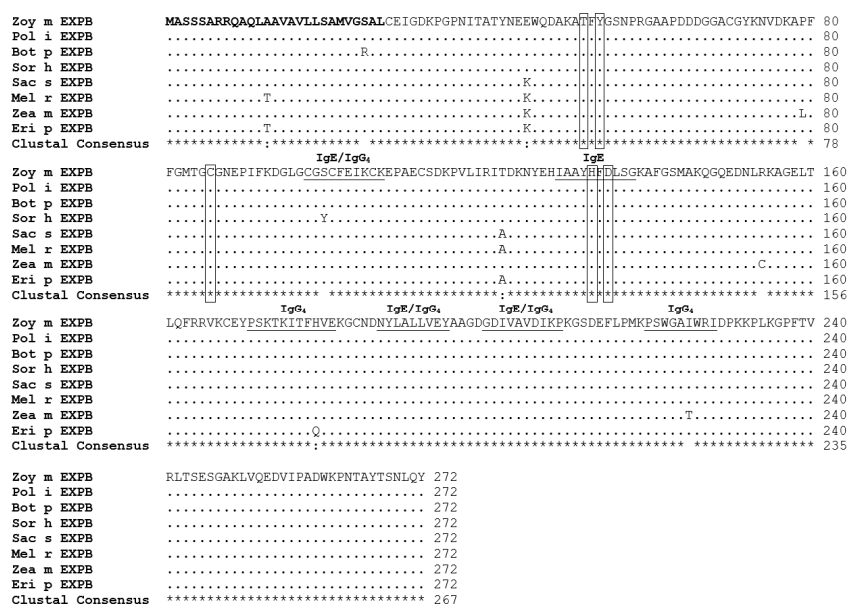 Zoy m EXPB MASSSARRQAQLAAVAVLLSAMVGSALCEIGDKPGPNITATYNEEWQDAKATFYGSNPRGAAPDDDGGACGYKNVDKAPF 80
Pol i EXPB ................................................................................ 80
Bot p EXPB ........................R....................................................... 80
Sor h EXPB ................................................................................ 80
Sac s EXPB ............................................K................................... 80
Mel r EXPB ............T...............................K................................... 80
Zea m EXPB ..............................................................................L. 80
Eri p EXPB ............T...............................K................................... 80
Clustal Consensus ************:*********** *******************:********************************* * 78
IgE/IgG4 IgE
Zoy m EXPB FGMTGCGNEPIFKDGLGCGSCFEIKCKEPAECSDKPVLIRITDKNYEHIAAYHFDLSGKAFGSMAKQGQEDNLRKAGELT 160
Pol i EXPB ................................................................................ 160
Bot p EXPB ................................................................................ 160
Sor h EXPB ...................Y............................................................ 160
Sac s EXPB .........................................A...................................... 160
Mel r EXPB .........................................A...................................... 160
Zea m EXPB .........................................................................C...... 160
Eri p EXPB .........................................A...................................... 160
Clustal Consensus ******************* *********************:******************************* ****** 156
IgG4 IgE/IgG4 IgE/IgG4 IgG4
Zoy m EXPB LQFRRVKCEYPSKTKITFHVEKGCNDNYLALLVEYAAGDGDIVAVDIKPKGSDEFLPMKPSWGAIWRIDPKKPLKGPFTV 240
Pol i EXPB ................................................................................ 240
Bot p EXPB ................................................................................ 240
Sor h EXPB ................................................................................ 240
Sac s EXPB ................................................................................ 240
Mel r EXPB ................................................................................ 240
Zea m EXPB ................................................................T............... 240
Eri p EXPB ..................Q............................................................. 240
Clustal Consensus ******************:********************************************* *************** 235
Zoy m EXPB RLTSESGAKLVQEDVIPADWKPNTAYTSNLQY 272
Pol i EXPB ................................ 272
Bot p EXPB ................................ 272
Sor h EXPB ................................ 272
Sac s EXPB ................................ 272
Mel r EXPB ................................ 272
Zea m EXPB ................................ 272
Eri p EXPB ................................ 272
Clustal Consensus ******************************** 267